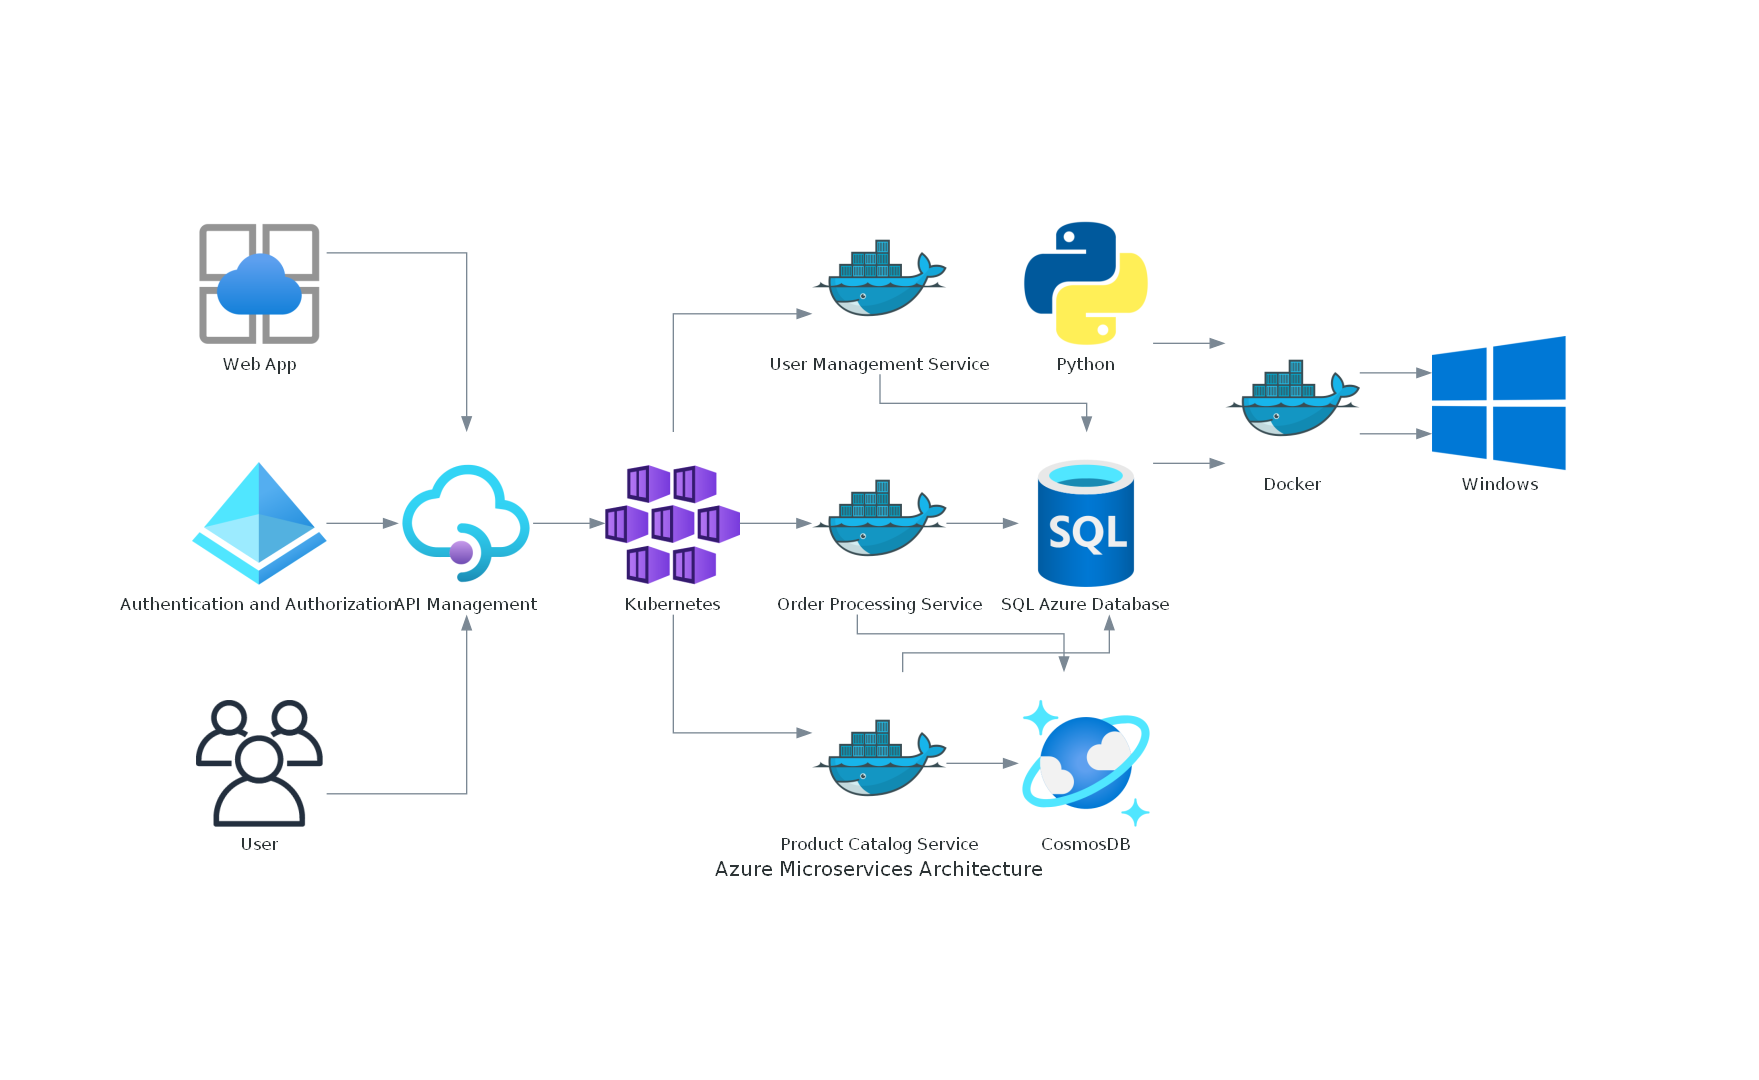 Web App
User Management Service
Python
Docker
Windows
SQL
Authentication and Authorization
API Management
Kubernetes
Order Processing Service
SQL Azure Database
User
Product Catalog Service
CosmosDB
Azure Microservices Architecture